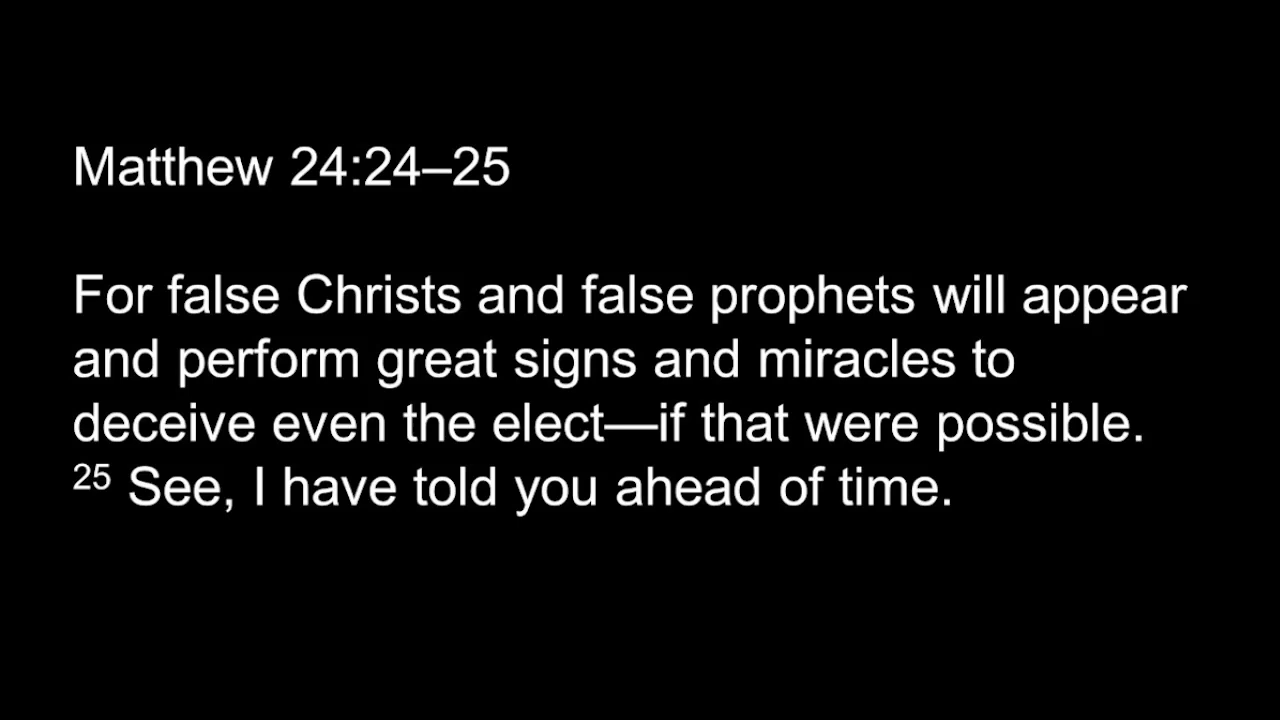 Matthew 24:24–25
For false Christs and false prophets will appear
and perform great signs and miracles to
deceive even the elect—if that were possible.
25 See, I have told you ahead of time.